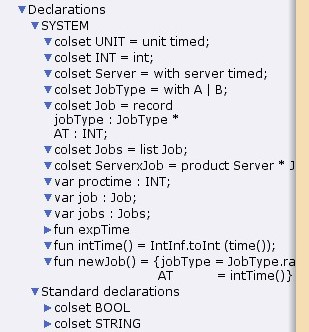 Declarations
SYSTEM
colset UNIT = unit timed;
colset INT = int;
colset Server = with server timed;
colset JobType = with A | B;
colset Job = record
jobType : JobType *
AT : INT;
colset Jobs = list Job;
colset ServerxJob = product Server *
var proctime : INT;
var job : Job;
var jobs : Jobs;
fun expTime
fun intTime() = IntInf.toInt (time());
fun newJob() = {jobType = JobType.ra
AT = intTime()}
Standard declarations
colset BOOL
colset STRING